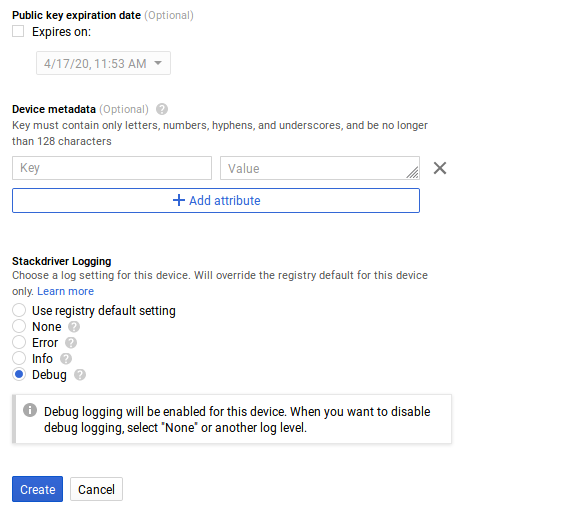 Public key expiration date (Optional)
Expires on:
4/17/20, 11:53 AM
Device metadata (Optional)
Key must contain only letters, numbers, hyphens, and underscores, and be no longer
than 128 characters
Key Value
Add attribute
Stackdriver Logging
Choose a log setting for this device. Will override the registry default for this device
only. Learn more
Use registry default setting
None
Error
Info
Debug
Debug logging will be enabled for this device. When you want to disable
debug logging, select "None" or another log level.
Create Cancel